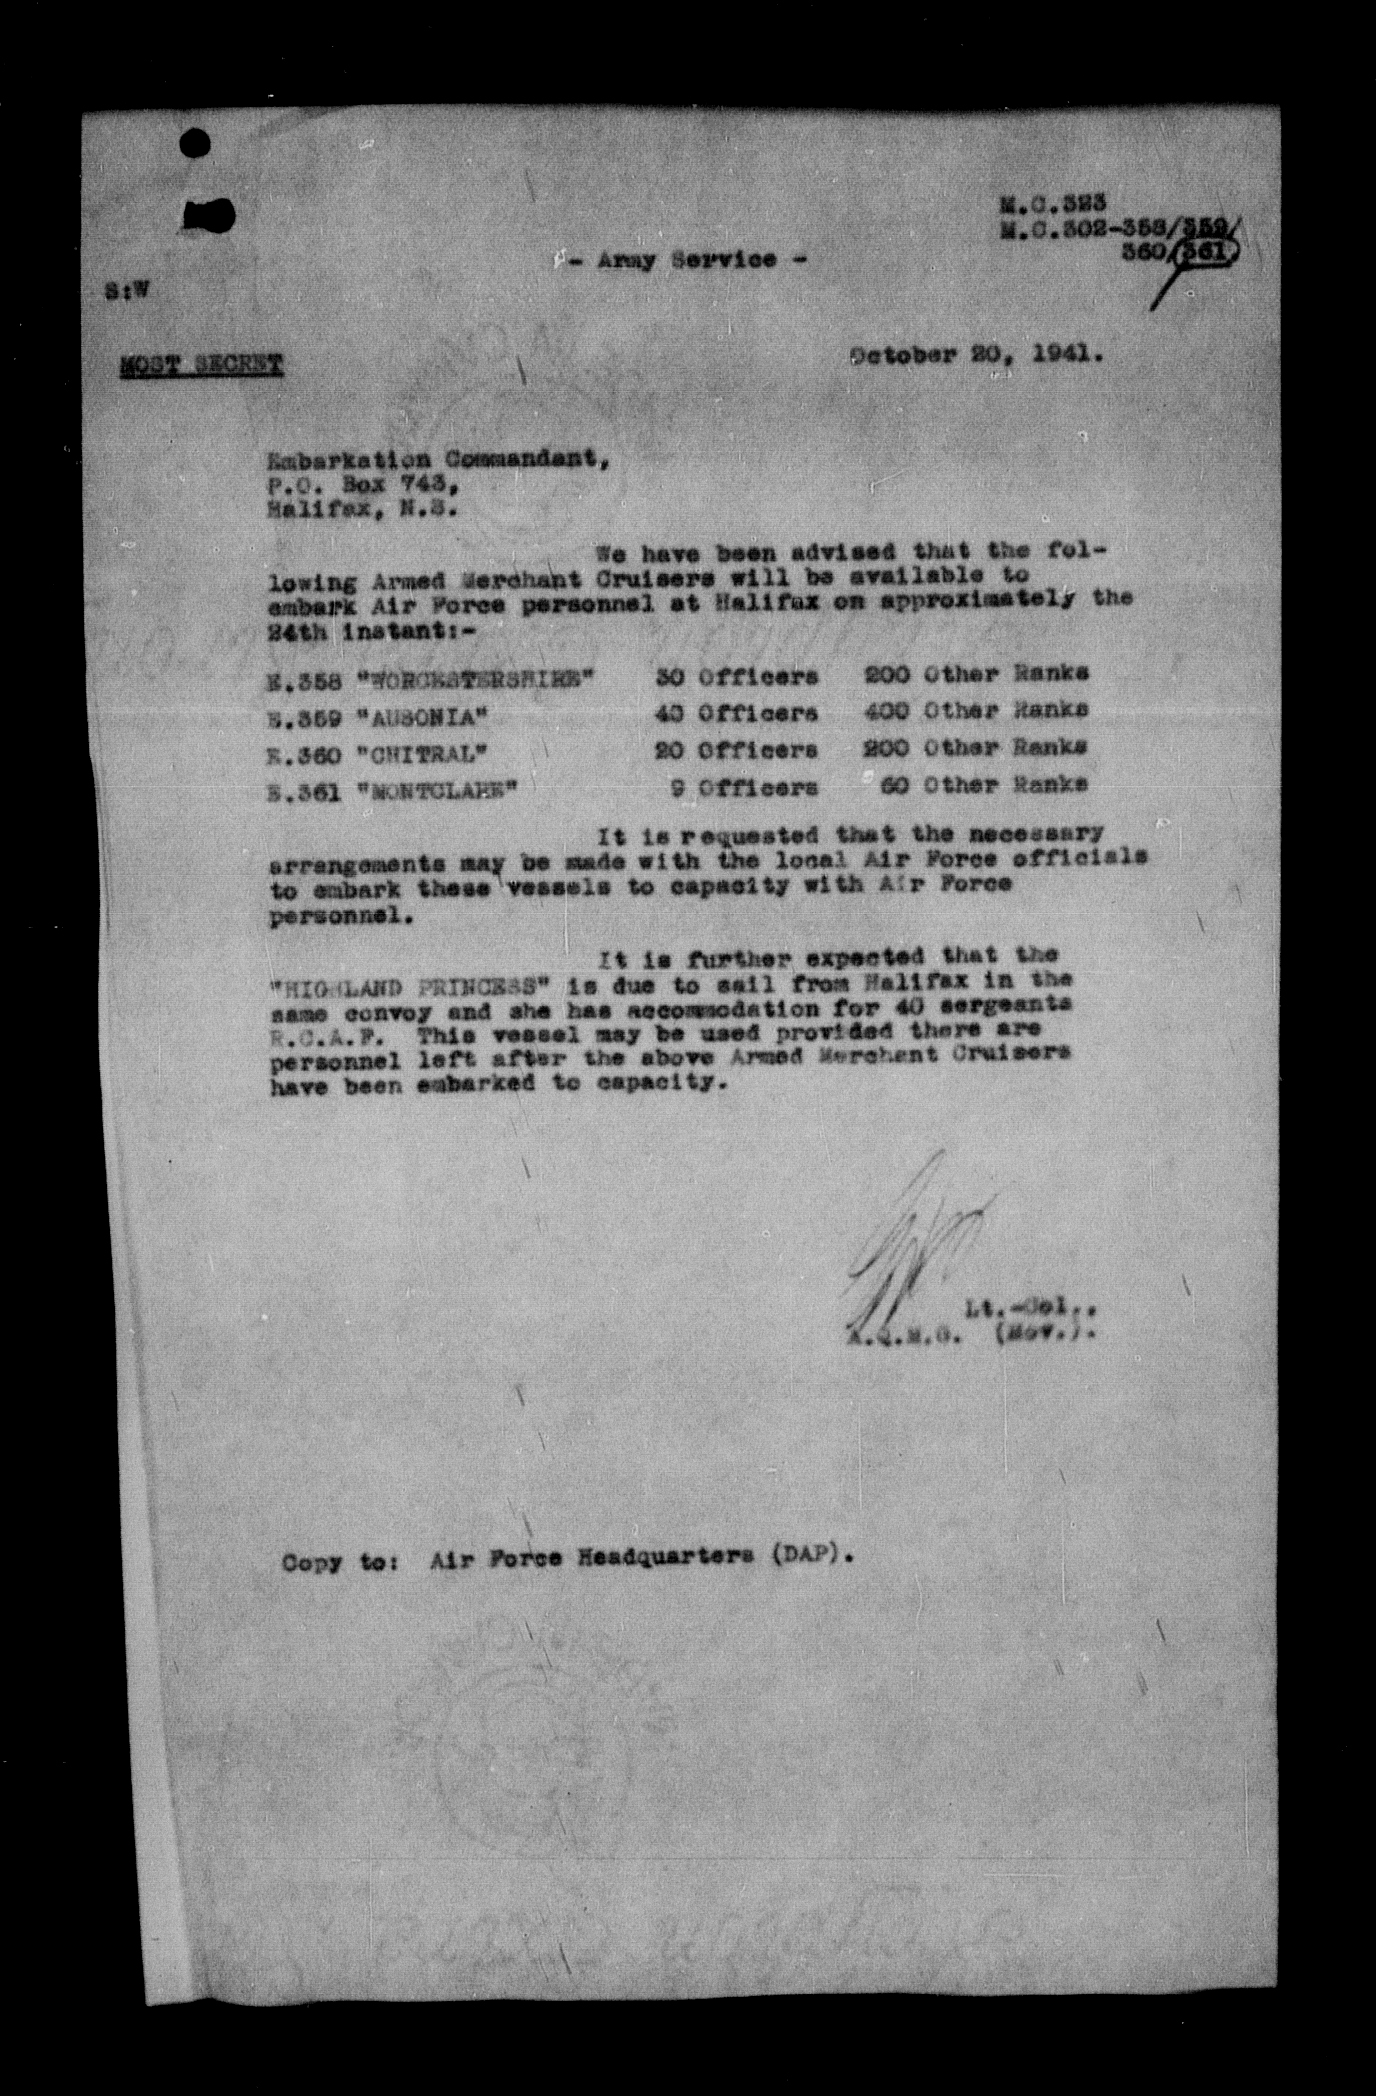 M.C.323
M.C.302-358/359/
360/361
- Army Service -
S:W
MOST SECRET
October 20, 1941.
Embarkation Commandant,
P.O. Box 743,
Halifax, N.S.
We have been advised that the fol-
lowing Armed Merchant Cruisers will be available to
embark Air Force personnel at Halifax on approximately the
24th instant:-
E.358 "WORCESTERSHIRE" 30 Officers 200 Other Ranks
E.359 "AUSONIA" 40 Officers 400 Other Ranks
E.360 "CHITRAL" 20 Officers 200 Other Ranks
E.361 "MONTCLARE" 9 Officers 60 Other Ranks
It is requested that the necessary
arrangements may be made with the local Air Force officials
to embark these vessels to capacity with Air Force
personnel.
It is further expected that the
"HIGHLAND PRINCESS" is due to sail from Halifax in the
same convoy and she has accommodation for 40 sergeants
R.C.A.F. This vessel may be used provided there are
personnel left after the above Armed Merchant Cruisers
have been embarked to capacity.
Lt.-Col.,
A.Q.M.G. (Mov.).
Copy to: Air Force Headquarters (DAP).